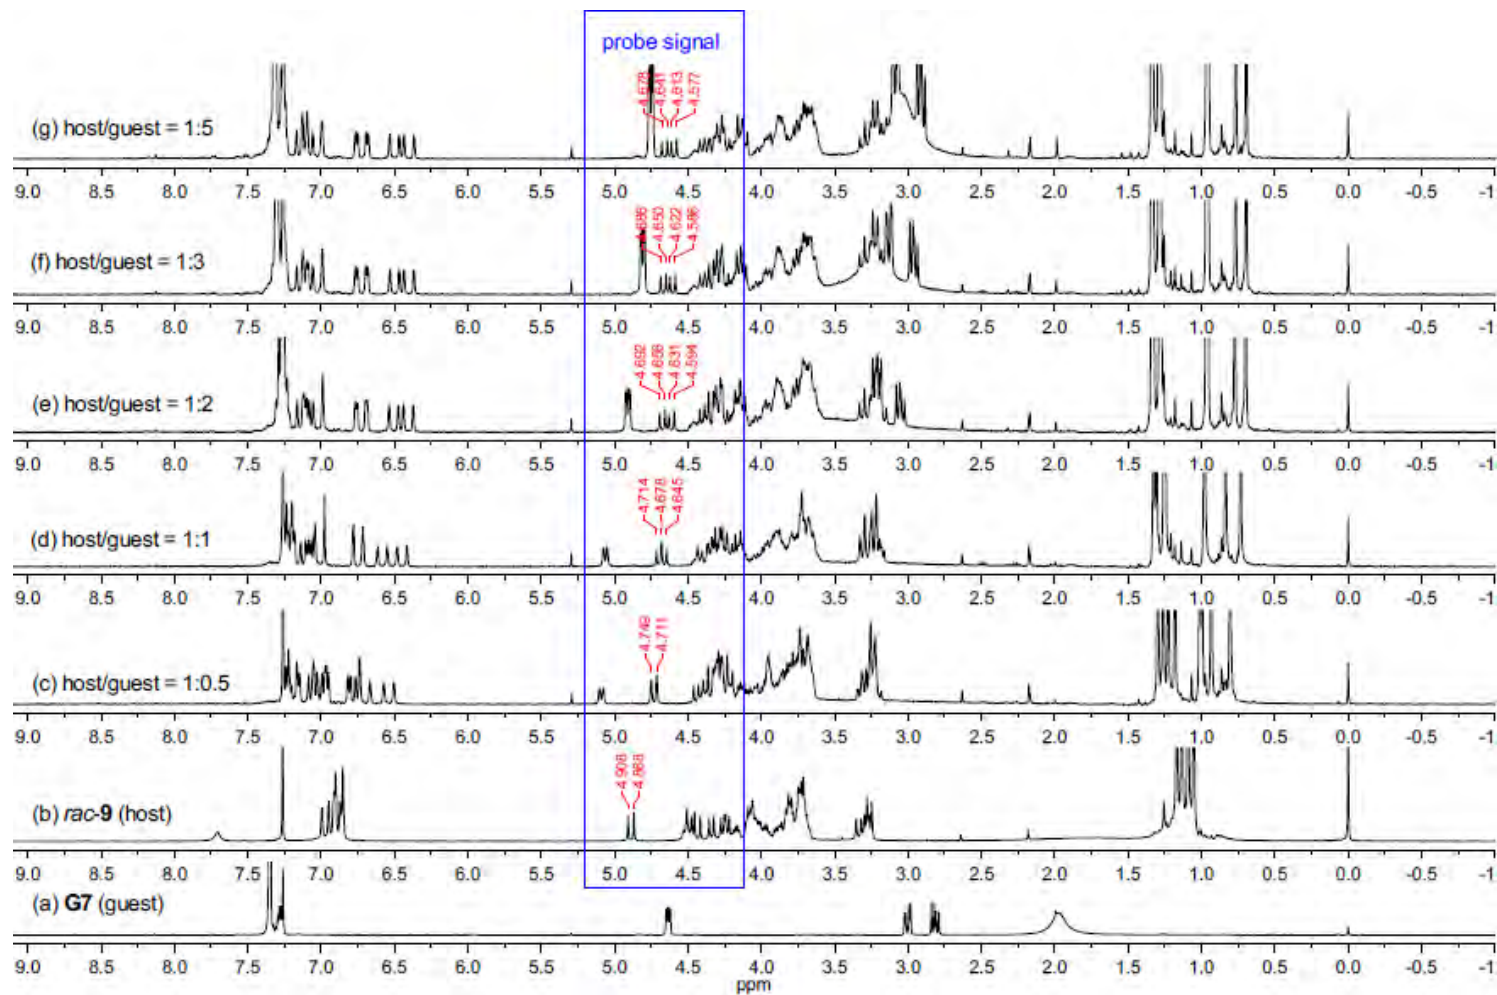 probe signal
4.678 4.641 4.613 4.577
(g) host/guest = 1:5
9.0 8.5 8.0 7.5 7.0 6.5 6.0 5.5 5.0 4.5 4.0 3.5 3.0 2.5 2.0 1.5 1.0 0.5 0.0 -0.5 -1
4.686 4.650 4.622 4.586
(f) host/guest = 1:3
9.0 8.5 8.0 7.5 7.0 6.5 6.0 5.5 5.0 4.5 4.0 3.5 3.0 2.5 2.0 1.5 1.0 0.5 0.0 -0.5 -1
4.692 4.658 4.631 4.594
(e) host/guest = 1:2
9.0 8.5 8.0 7.5 7.0 6.5 6.0 5.5 5.0 4.5 4.0 3.5 3.0 2.5 2.0 1.5 1.0 0.5 0.0 -0.5 -1
4.714 4.678 4.645
(d) host/guest = 1:1
9.0 8.5 8.0 7.5 7.0 6.5 6.0 5.5 5.0 4.5 4.0 3.5 3.0 2.5 2.0 1.5 1.0 0.5 0.0 -0.5 -1
4.749 4.711
(c) host/guest = 1:0.5
9.0 8.5 8.0 7.5 7.0 6.5 6.0 5.5 5.0 4.5 4.0 3.5 3.0 2.5 2.0 1.5 1.0 0.5 0.0 -0.5 -1
4.908 4.868
(b) rac-9 (host)
9.0 8.5 8.0 7.5 7.0 6.5 6.0 5.5 5.0 4.5 4.0 3.5 3.0 2.5 2.0 1.5 1.0 0.5 0.0 -0.5 -1
(a) G7 (guest)
9.0 8.5 8.0 7.5 7.0 6.5 6.0 5.5 5.0 4.5 4.0 3.5 3.0 2.5 2.0 1.5 1.0 0.5 0.0 -0.5 -1
ppm